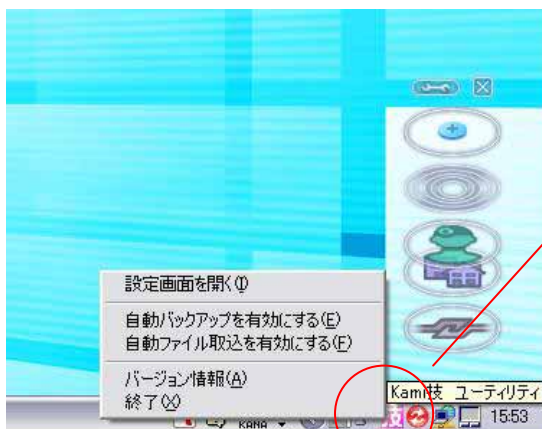 設定画面を開く(I)
自動バックアップを有効にする(E)
自動ファイル取込を有効にする(F)
バージョン情報(A)
終了(X)
Kami技 ユーティリティ
KANA
技
15:53